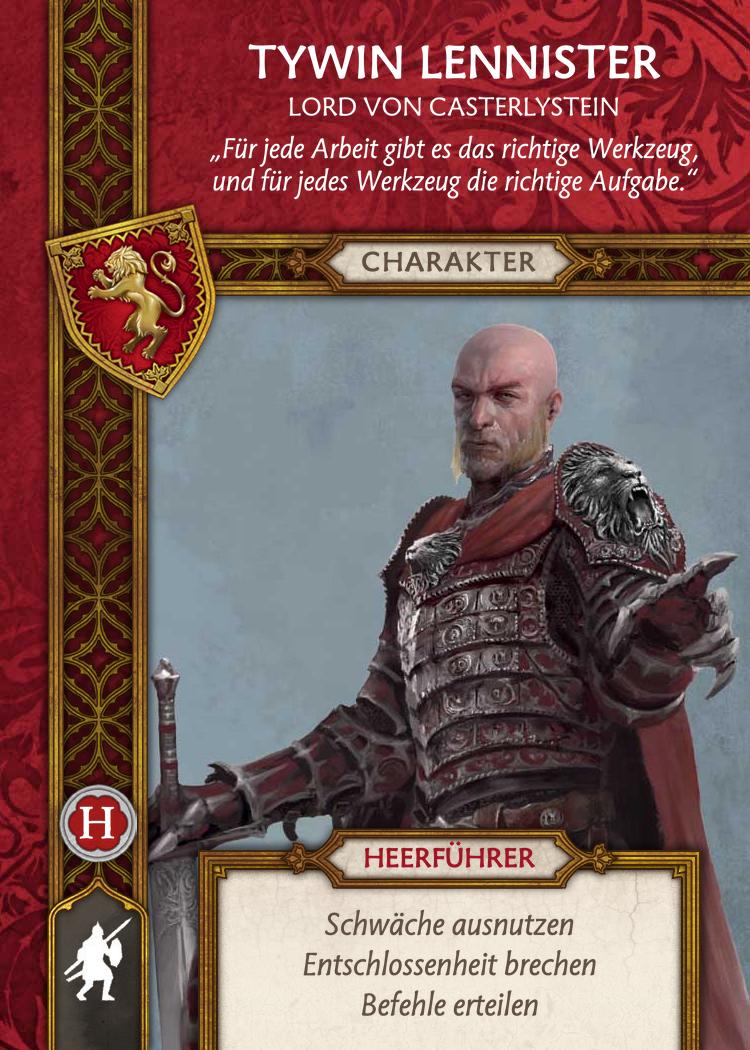 TYWIN LENNISTER
LORD VON CASTERLYSTEIN
„Für jede Arbeit gibt es das richtige Werkzeug,
und für jedes Werkzeug die richtige Aufgabe.“
CHARAKTER
H
HEERFÜHRER
Schwäche ausnutzen
Entschlossenheit brechen
Befehle erteilen